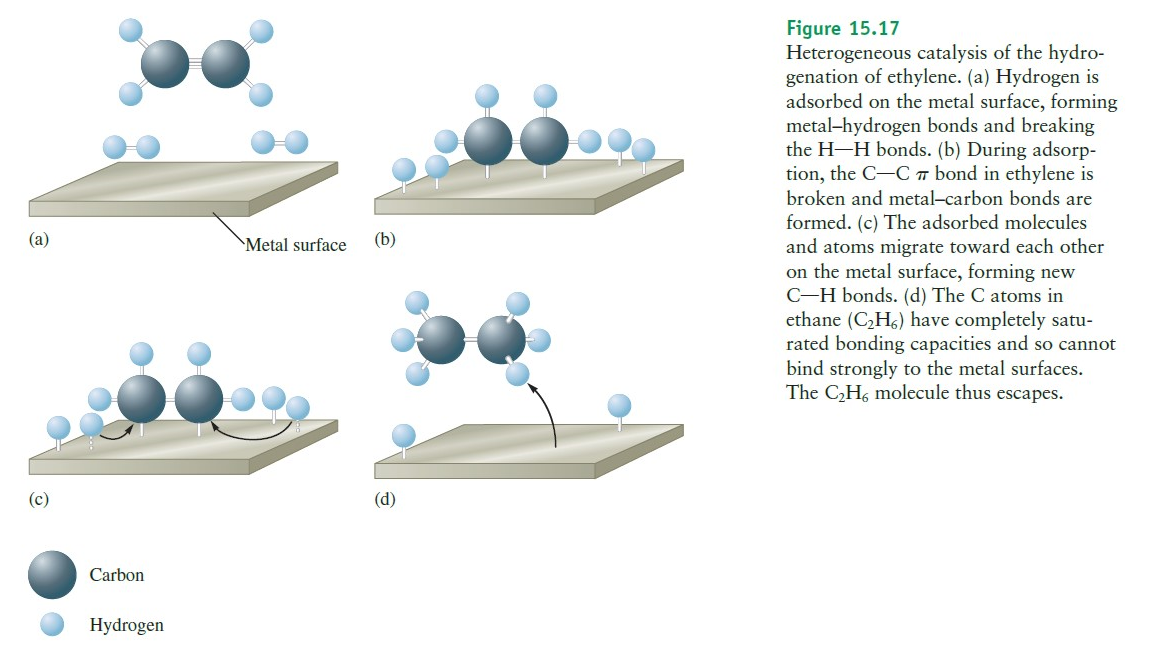 (a)
Metal surface
(b)
(c)
(d)
Carbon
Hydrogen
Figure 15.17
Heterogeneous catalysis of the hydro-
genation of ethylene. (a) Hydrogen is
adsorbed on the metal surface, forming
metal–hydrogen bonds and breaking
the H—H bonds. (b) During adsorp-
tion, the C—C π bond in ethylene is
broken and metal–carbon bonds are
formed. (c) The adsorbed molecules
and atoms migrate toward each other
on the metal surface, forming new
C—H bonds. (d) The C atoms in
ethane (C₂H₆) have completely satu-
rated bonding capacities and so cannot
bind strongly to the metal surfaces.
The C₂H₆ molecule thus escapes.